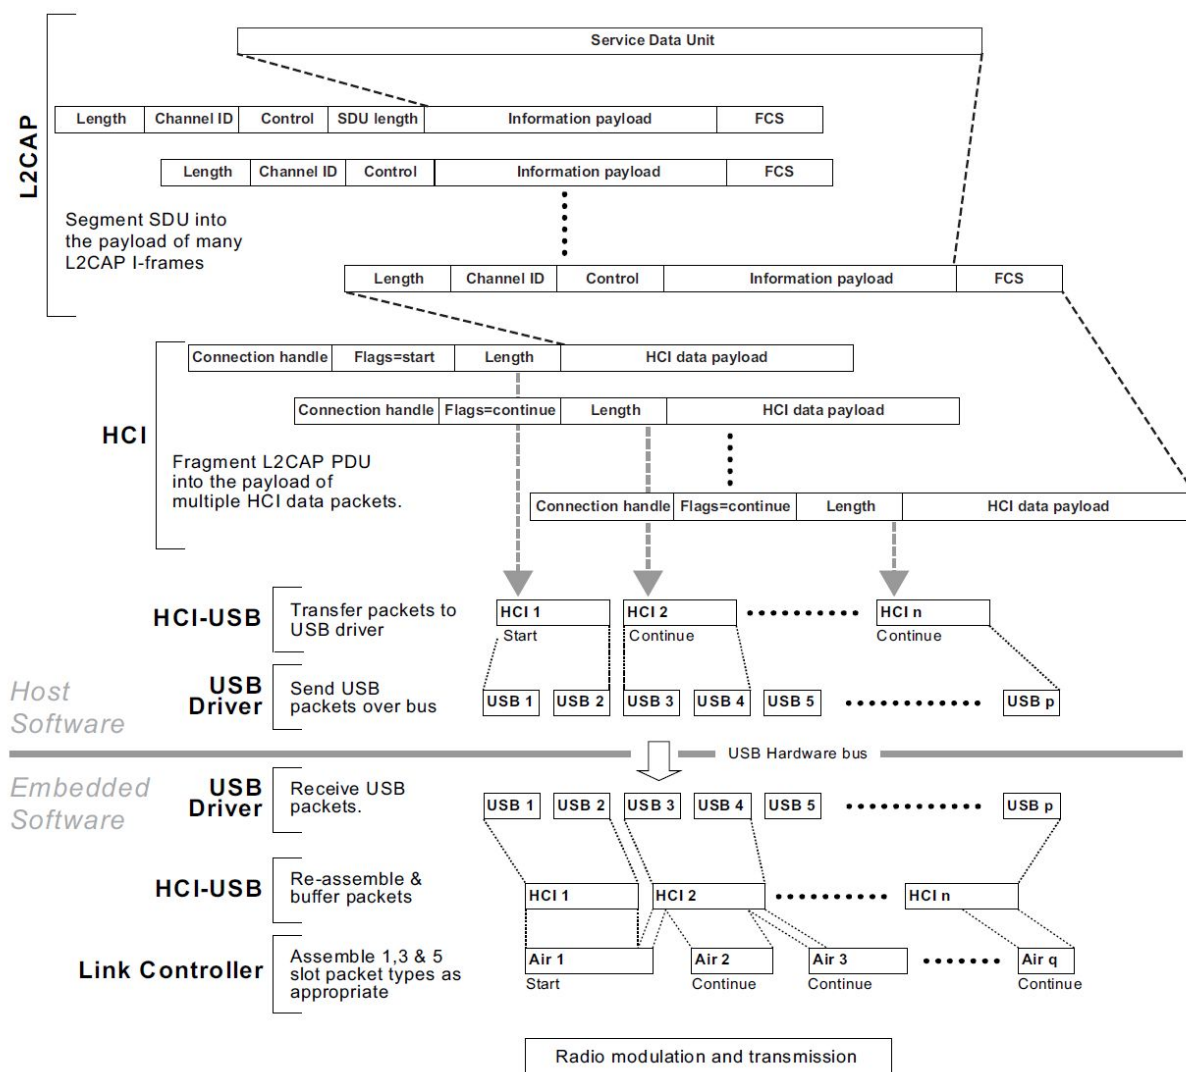 Service Data Unit
L2CAP
Length Channel ID Control SDU length Information payload FCS
Length Channel ID Control Information payload FCS
Segment SDU into
the payload of many
L2CAP I-frames
Length Channel ID Control Information payload FCS
Connection handle Flags=start Length HCI data payload
Connection handle Flags=continue Length HCI data payload
HCI
Fragment L2CAP PDU
into the payload of
multiple HCI data packets.
Connection handle Flags=continue Length HCI data payload
HCI-USB
Transfer packets to
USB driver
HCI 1 HCI 2 HCI n
Start Continue Continue
Host
Software
USB
Driver
Send USB
packets over bus
USB 1 USB 2 USB 3 USB 4 USB 5 USB p
USB Hardware bus
Embedded
Software
USB
Driver
Receive USB
packets.
USB 1 USB 2 USB 3 USB 4 USB 5 USB p
HCI-USB
Re-assemble &
buffer packets
HCI 1 HCI 2 HCI n
Link Controller
Assemble 1,3 & 5
slot packet types as
appropriate
Air 1 Air 2 Air 3 Air q
Start Continue Continue Continue
Radio modulation and transmission